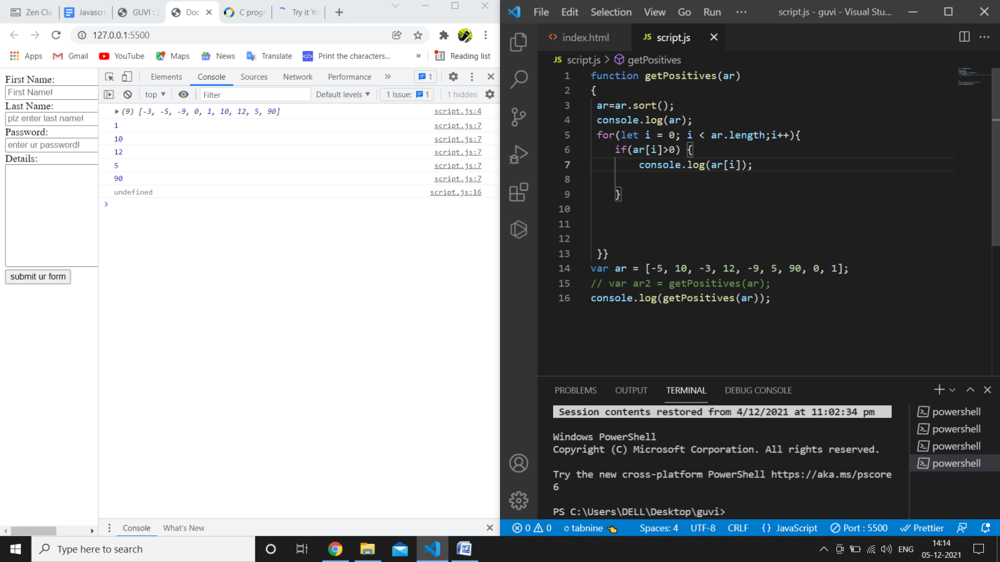 Zen Cla
Javascri
GUVI : Z
Doc
C progr
Try it Yo
127.0.0.1:5500
Apps Gmail YouTube Maps News Translate Print the characters... » Reading list
First Name:
First Name!
Last Name:
plz enter last name!
Password:
enter ur password!
Details:
submit ur form
Elements Console Sources Network Performance » 1
top Filter Default levels 1 Issue: 1 1 hidden
(9) [-3, -5, -9, 0, 1, 10, 12, 5, 90] script.js:4
1 script.js:7
10 script.js:7
12 script.js:7
5 script.js:7
90 script.js:7
undefined script.js:16
Console What's New
File Edit Selection View Go Run ··· script.js - guvi - Visual Stu...
index.html JS script.js
JS script.js > getPositives
1 function getPositives(ar)
2 {
3 ar=ar.sort();
4 console.log(ar);
5 for(let i = 0; i < ar.length;i++){
6 if(ar[i]>0) {
7 console.log(ar[i]);
8
9 }
10
11
12
13 }}
14 var ar = [-5, 10, -3, 12, -9, 5, 90, 0, 1];
15 // var ar2 = getPositives(ar);
16 console.log(getPositives(ar));
PROBLEMS OUTPUT TERMINAL DEBUG CONSOLE
Session contents restored from 4/12/2021 at 11:02:34 pm
Windows PowerShell
Copyright (C) Microsoft Corporation. All rights reserved.
Try the new cross-platform PowerShell https://aka.ms/pscore
6
PS C:\Users\DELL\Desktop\guvi>
powershell
powershell
powershell
powershell
0 0 tabnine Spaces: 4 UTF-8 CRLF {} JavaScript Port : 5500 Prettier
Type here to search
ENG
14:14
05-12-2021